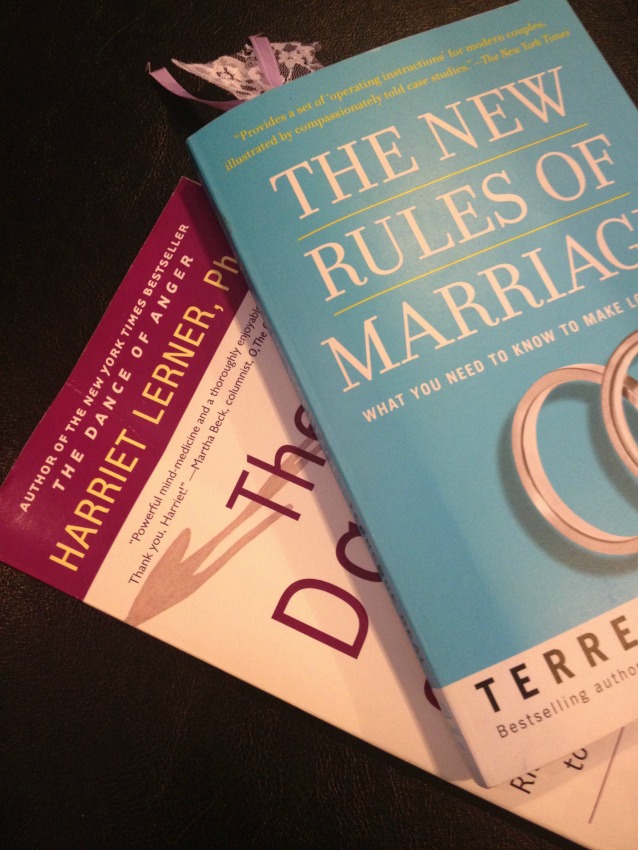 "Provides a set of 'operating instructions' for modern couples,
illustrated by compassionately told case studies."—The New York Times
THE NEW
RULES OF
MARRIAG
WHAT YOU NEED TO KNOW TO MAKE L
TERRE
Bestselling autho
AUTHOR OF THE NEW YORK TIMES BESTSELLER
THE DANCE OF ANGER
HARRIET LERNER, Ph
"Powerful mind-medicine and a thoroughly enjoyable
Thank you, Harriet!" —Martha Beck, columnist, O, The
The
Da
to